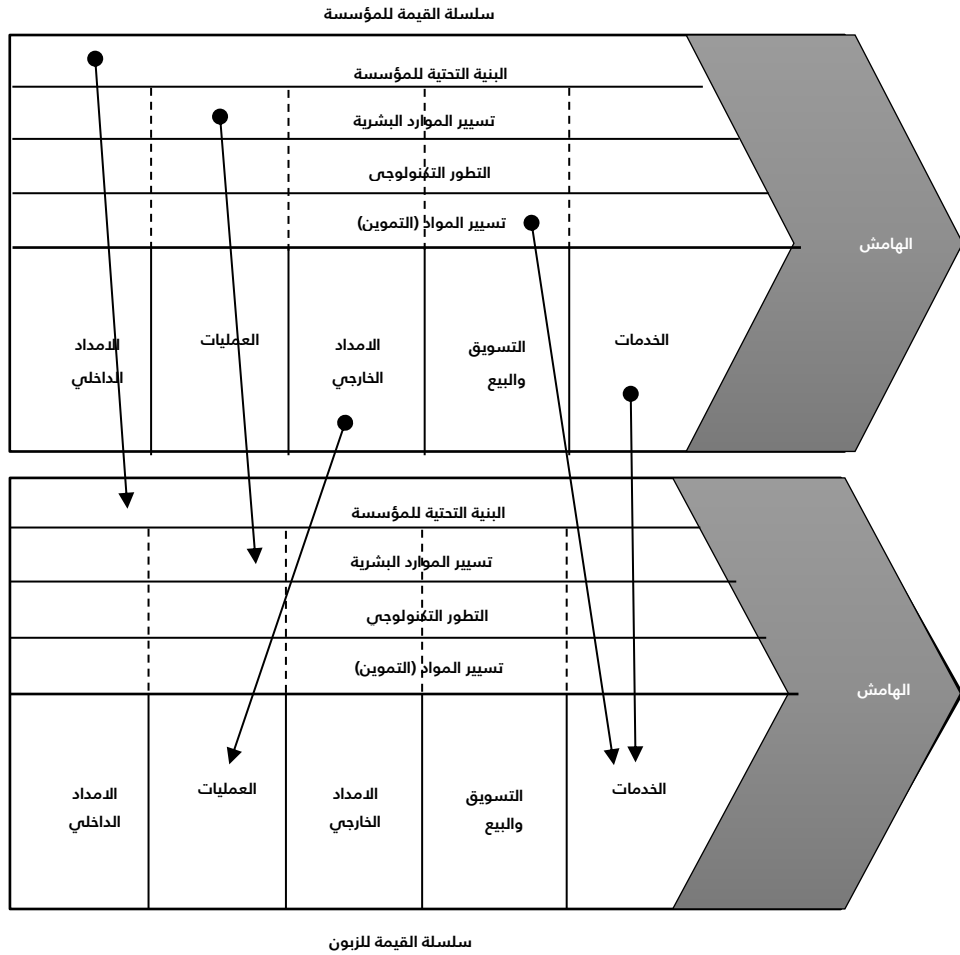 سلسلة القيمة للمؤسسة
البنية التحتية للمؤسسة
تسيير الموارد البشرية
التطور التكنولوجي
تسيير المواد (التموين)
الهامش
الامداد
الداخلي
العمليات
الامداد
الخارجي
التسويق
والبيع
الخدمات
البنية التحتية للمؤسسة
تسيير الموارد البشرية
التطور التكنولوجي
تسيير المواد (التموين)
الهامش
الامداد
الداخلي
العمليات
الامداد
الخارجي
التسويق
والبيع
الخدمات
سلسلة القيمة للزبون